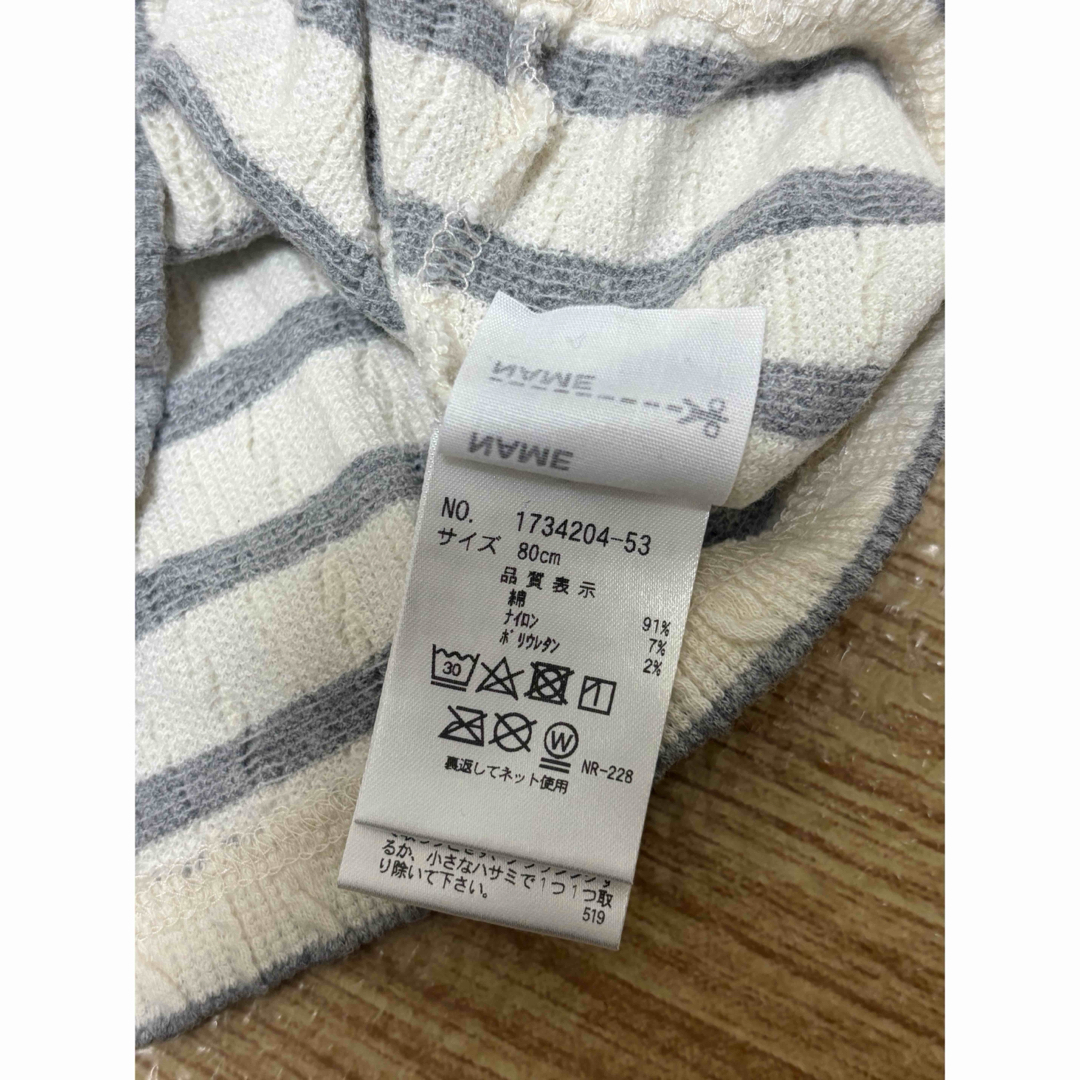 NAME
NAME
NO. 1734204-53
サイズ 80cm
品質表示
綿 91%
ナイロン 7%
ポリウレタン 2%
30
W
NR-228
裏返してネット使用
るか、小さなハサミで1つ1つ取
り除いて下さい。
519